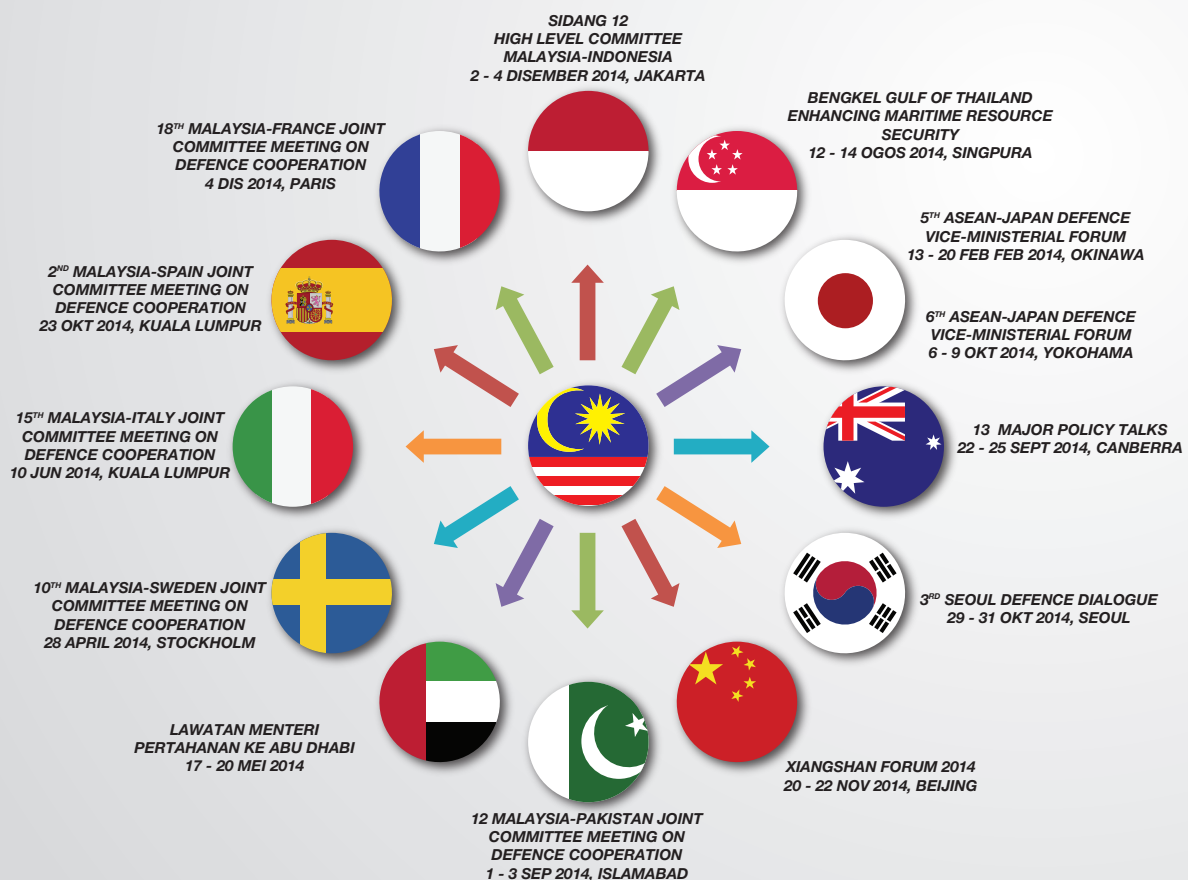 SIDANG 12
HIGH LEVEL COMMITTEE
MALAYSIA-INDONESIA
2 - 4 DISEMBER 2014, JAKARTA
BENGKEL GULF OF THAILAND
ENHANCING MARITIME RESOURCE
SECURITY
12 - 14 OGOS 2014, SINGPURA
5TH ASEAN-JAPAN DEFENCE
VICE-MINISTERIAL FORUM
13 - 20 FEB FEB 2014, OKINAWA
6TH ASEAN-JAPAN DEFENCE
VICE-MINISTERIAL FORUM
6 - 9 OKT 2014, YOKOHAMA
13 MAJOR POLICY TALKS
22 - 25 SEPT 2014, CANBERRA
3RD SEOUL DEFENCE DIALOGUE
29 - 31 OKT 2014, SEOUL
XIANGSHAN FORUM 2014
20 - 22 NOV 2014, BEIJING
12 MALAYSIA-PAKISTAN JOINT
COMMITTEE MEETING ON
DEFENCE COOPERATION
1 - 3 SEP 2014, ISLAMABAD
LAWATAN MENTERI
PERTAHANAN KE ABU DHABI
17 - 20 MEI 2014
10TH MALAYSIA-SWEDEN JOINT
COMMITTEE MEETING ON
DEFENCE COOPERATION
28 APRIL 2014, STOCKHOLM
15TH MALAYSIA-ITALY JOINT
COMMITTEE MEETING ON
DEFENCE COOPERATION
10 JUN 2014, KUALA LUMPUR
2ND MALAYSIA-SPAIN JOINT
COMMITTEE MEETING ON
DEFENCE COOPERATION
23 OKT 2014, KUALA LUMPUR
18TH MALAYSIA-FRANCE JOINT
COMMITTEE MEETING ON
DEFENCE COOPERATION
4 DIS 2014, PARIS